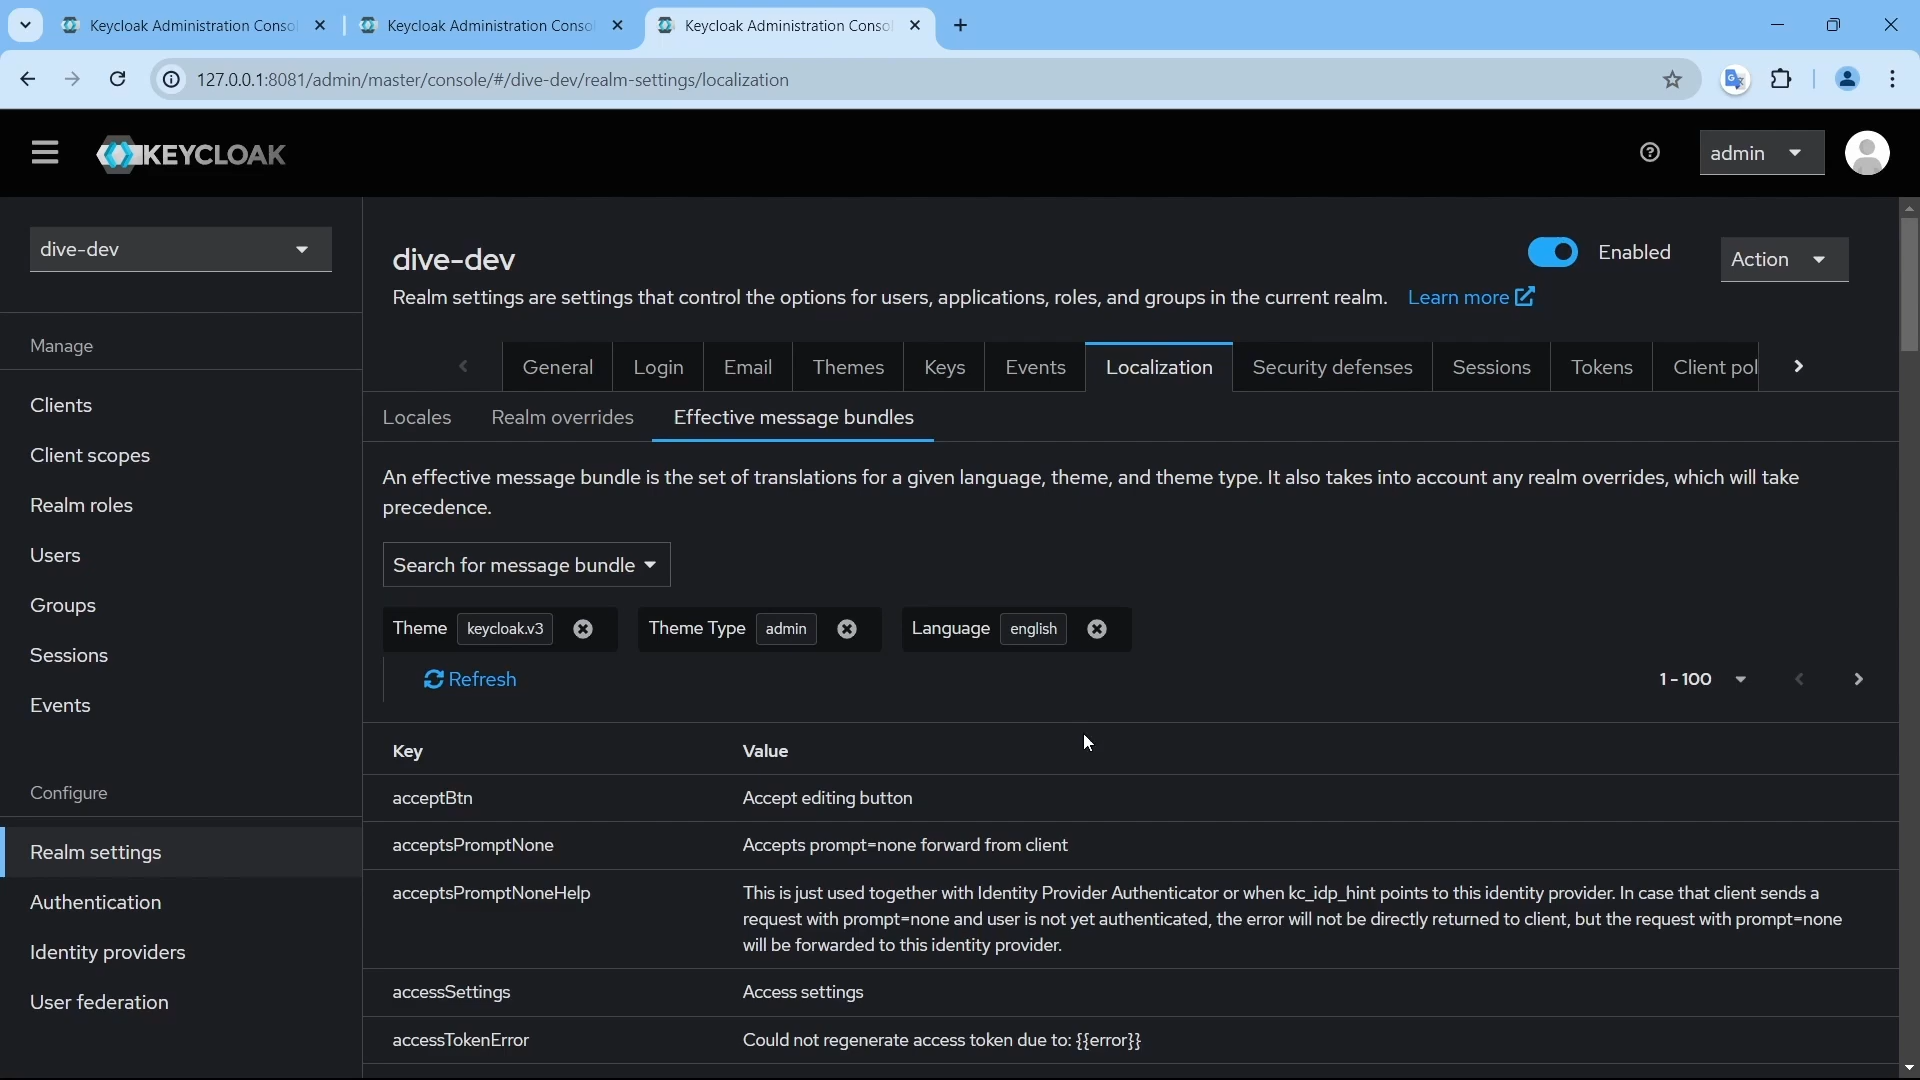 Keycloak Administration Conso
Keycloak Administration Conso
Keycloak Administration Conso
127.0.0.1:8081/admin/master/console/#/dive-dev/realm-settings/localization
KEYCLOAK
admin
dive-dev
Manage
Clients
Client scopes
Realm roles
Users
Groups
Sessions
Events
Configure
Realm settings
Authentication
Identity providers
User federation
dive-dev
Enabled
Action
Realm settings are settings that control the options for users, applications, roles, and groups in the current realm. Learn more
General Login Email Themes Keys Events Localization Security defenses Sessions Tokens Client pol
Locales Realm overrides Effective message bundles
An effective message bundle is the set of translations for a given language, theme, and theme type. It also takes into account any realm overrides, which will take
precedence.
Search for message bundle
Theme keycloak.v3 Theme Type admin Language english
Refresh
1 - 100
Key Value
acceptBtn Accept editing button
acceptsPromptNone Accepts prompt=none forward from client
acceptsPromptNoneHelp This is just used together with Identity Provider Authenticator or when kc_idp_hint points to this identity provider. In case that client sends a
request with prompt=none and user is not yet authenticated, the error will not be directly returned to client, but the request with prompt=none
will be forwarded to this identity provider.
accessSettings Access settings
accessTokenError Could not regenerate access token due to: {{error}}